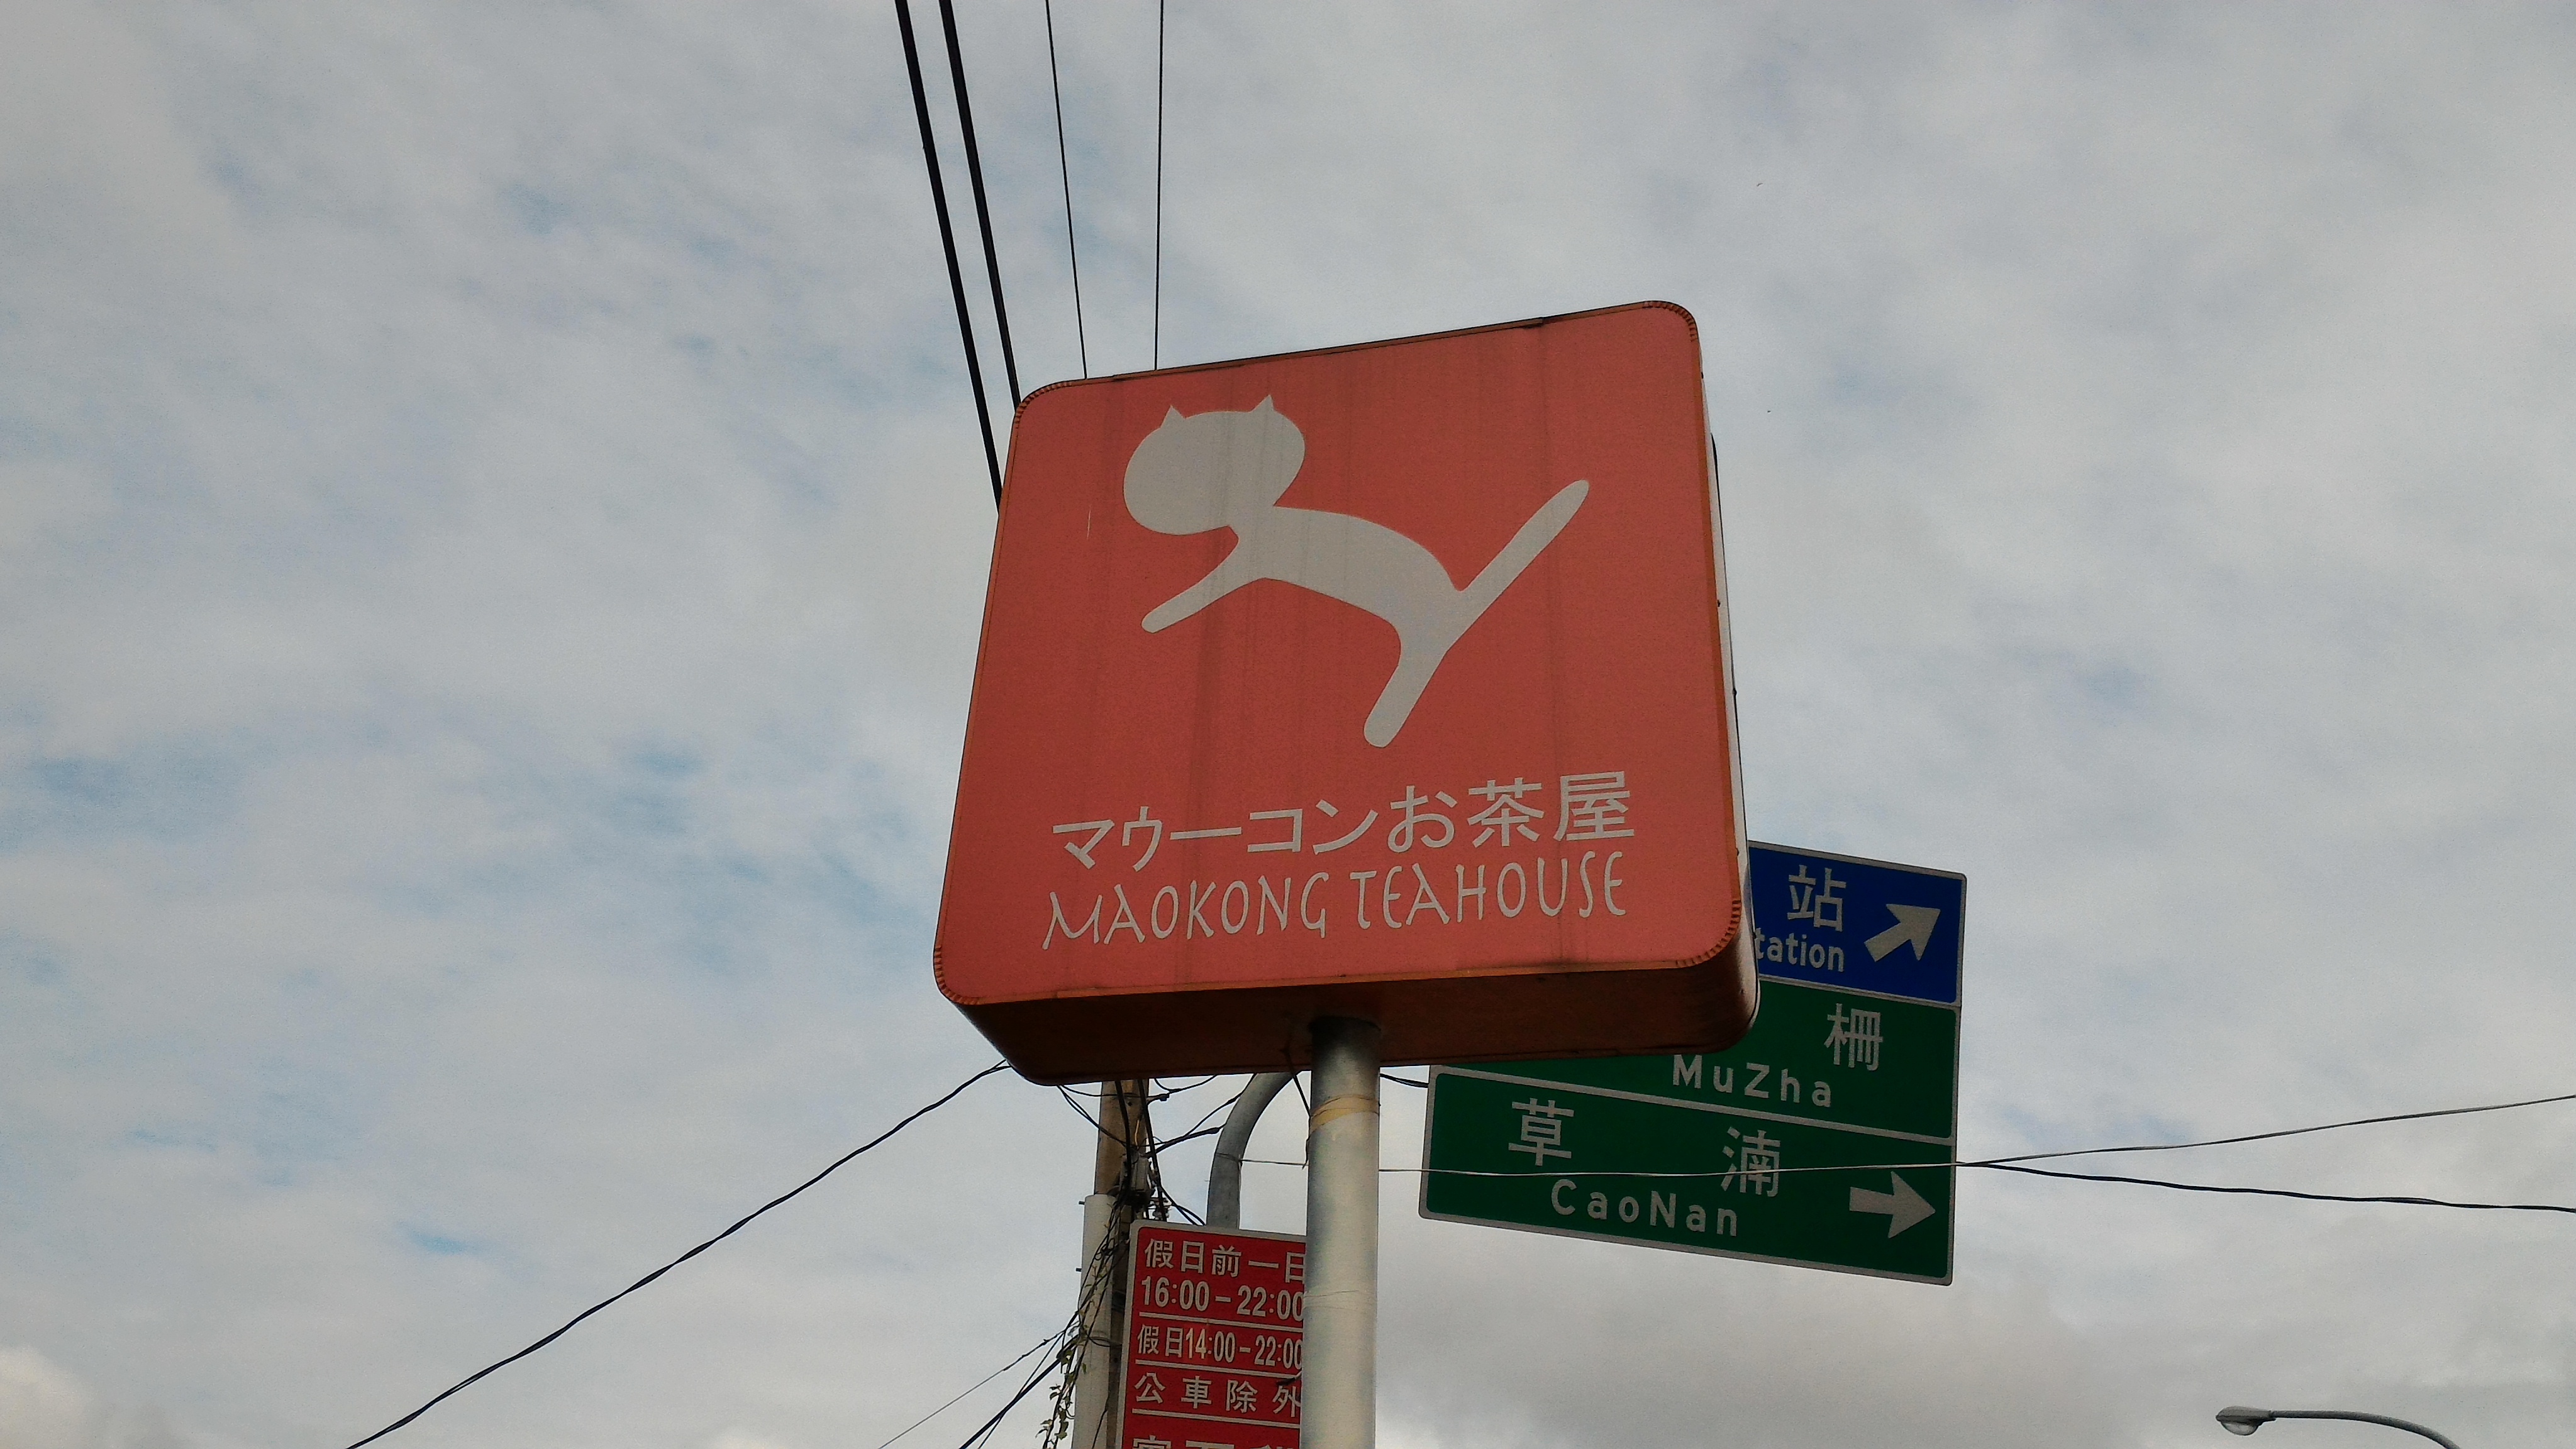 マウーコンお茶屋
MAOKONG TEAHOUSE
站
tation
柵
MuZha
草 湳
CaoNan
假日前一日
16:00-22:00
假日14:00-22:00
公車除外